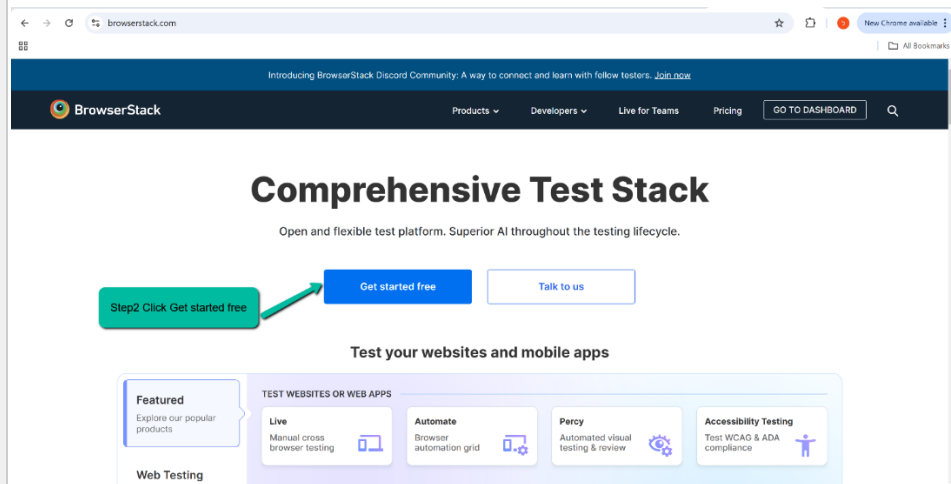 browserstack.com
New Chrome available
All Bookmarks
Introducing BrowserStack Discord Community: A way to connect and learn with fellow testers. Join now
BrowserStack
Products
Developers
Live for Teams
Pricing
GO TO DASHBOARD
Comprehensive Test Stack
Open and flexible test platform. Superior AI throughout the testing lifecycle.
Get started free
Talk to us
Step2 Click Get started free
Test your websites and mobile apps
Featured
Explore our popular
products
Web Testing
TEST WEBSITES OR WEB APPS
Live
Manual cross
browser testing
Automate
Browser
automation grid
Percy
Automated visual
testing & review
Accessibility Testing
Test WCAG & ADA
compliance